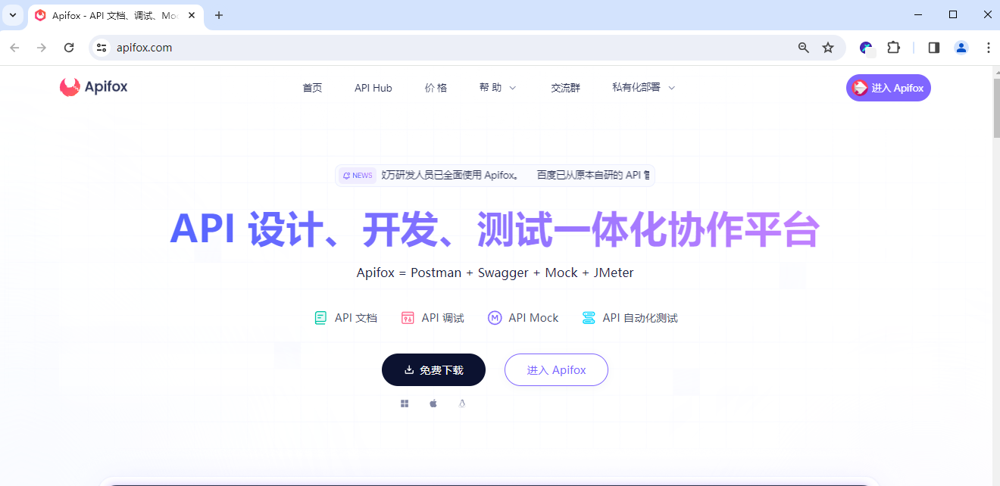 Apifox - API 文档、调试、Moc
apifox.com
Apifox
首页 API Hub 价格 帮助 交流群 私有化部署 进入 Apifox
NEWS 万研发人员已全面使用 Apifox。 百度已从原本自研的 API
API 设计、开发、测试一体化协作平台
Apifox = Postman + Swagger + Mock + JMeter
API 文档 API 调试 API Mock API 自动化测试
免费下载 进入 Apifox